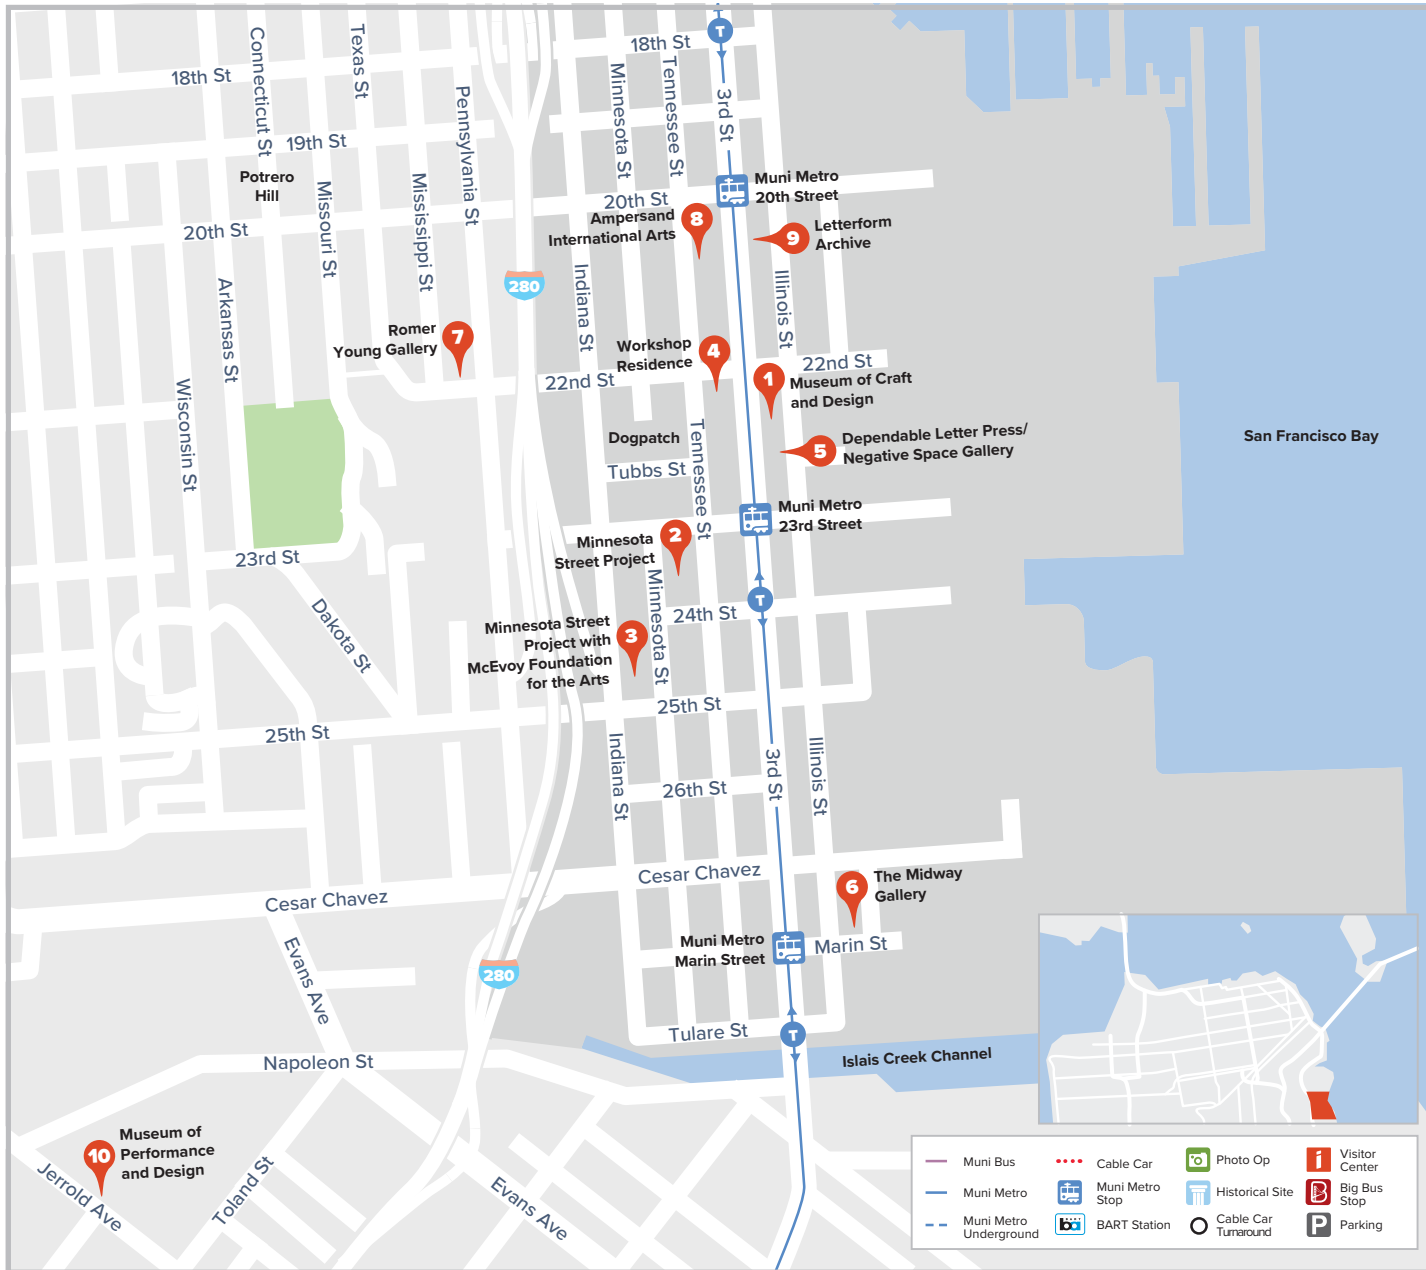 T
18th St
18th St
Connecticut St
Texas St
Minnesota St
Tennessee St
3rd St
Pennsylvania St
19th St
Potrero
Hill
Missouri St
Mississippi St
20th St
20th St
Muni Metro
20th Street
Ampersand
International Arts
8
9
Letterform
Archive
Arkansas St
280
Indiana St
Illinois St
Romer
Young Gallery
7
Workshop
Residence
4
22nd St
22nd St
1
Museum of Craft
and Design
Wisconsin St
Dogpatch
Tennessee St
5
Dependable Letter Press/
Negative Space Gallery
San Francisco Bay
Tubbs St
Muni Metro
23rd Street
23rd St
Minnesota
Street Project
2
Minnesota St
Dakota St
T
24th St
Minnesota Street
Project with
McEvoy Foundation
for the Arts
3
25th St
25th St
Indiana St
3rd St
Illinois St
26th St
Cesar Chavez
Cesar Chavez
6
The Midway
Gallery
Evans Ave
280
Muni Metro
Marin Street
Marin St
Tulare St
T
Islais Creek Channel
Napoleon St
10
Museum of
Performance
and Design
Jerrold Ave
Toland St
Evans Ave
Muni Bus
Muni Metro
Muni Metro
Underground
Cable Car
Muni Metro
Stop
ba
BART Station
Photo Op
Historical Site
Cable Car
Turnaround
i
Visitor
Center
B
Big Bus
Stop
P
Parking